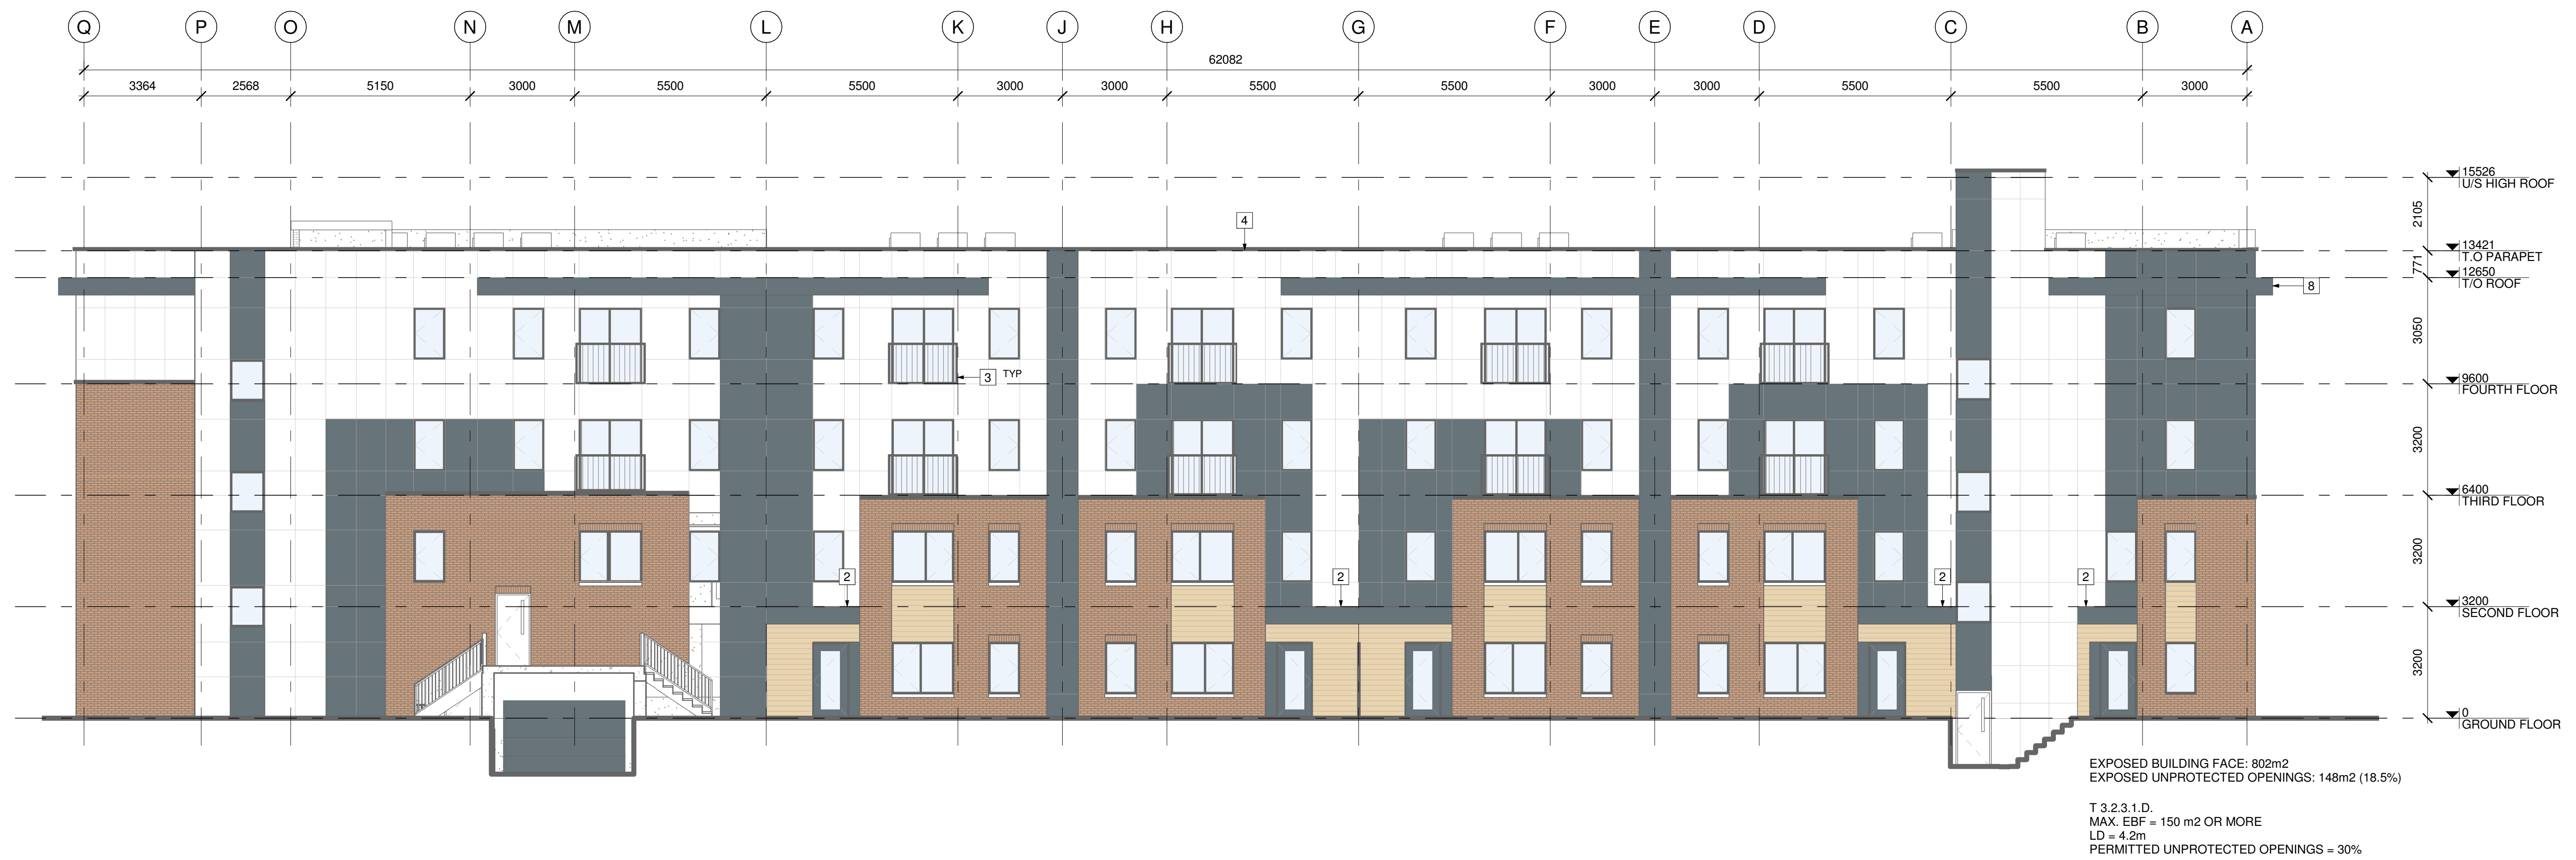 Q P O N M L K J H G F E D C B A
62082
3364 2568 5150 3000 5500 5500 3000 3000 5500 5500 3000 3000 5500 5500 3000
15526
U/S HIGH ROOF
2105
4
13421
T.O PARAPET
771
12650
T/O ROOF
8
3050
3 TYP
9600
FOURTH FLOOR
3200
6400
THIRD FLOOR
3200
2 2 2 2
3200
SECOND FLOOR
3200
0
GROUND FLOOR
EXPOSED BUILDING FACE: 802m2
EXPOSED UNPROTECTED OPENINGS: 148m2 (18.5%)
T 3.2.3.1.D.
MAX. EBF = 150 m2 OR MORE
LD = 4.2m
PERMITTED UNPROTECTED OPENINGS = 30%